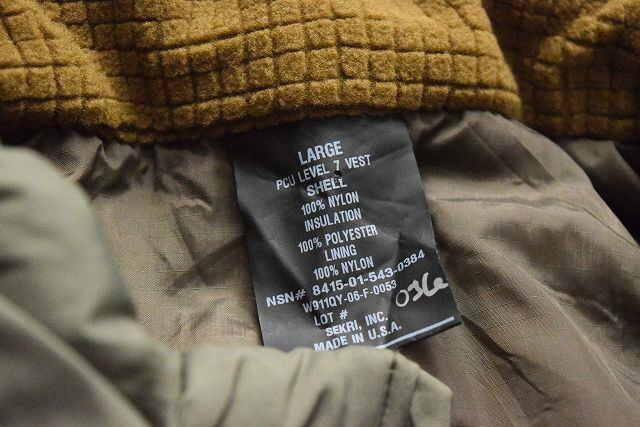 LARGE
PCU LEVEL 7 VEST
SHELL
100% NYLON
INSULATION
100% POLYESTER
LINING
100% NYLON
NSN# 8415-01-543-0384
W911QY-06-F-0053
LOT # 036
SEKRI, INC.
MADE IN U.S.A.